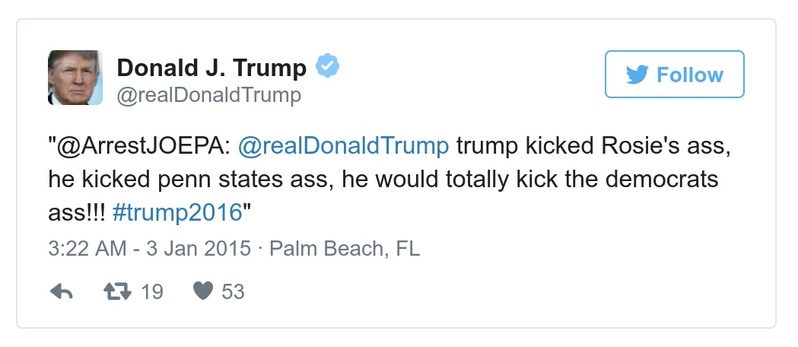 Donald J. Trump
@realDonaldTrump
Follow
"@ArrestJOEPA: @realDonaldTrump trump kicked Rosie's ass,
he kicked penn states ass, he would totally kick the democrats
ass!!! #trump2016"
3:22 AM - 3 Jan 2015 · Palm Beach, FL
19 53